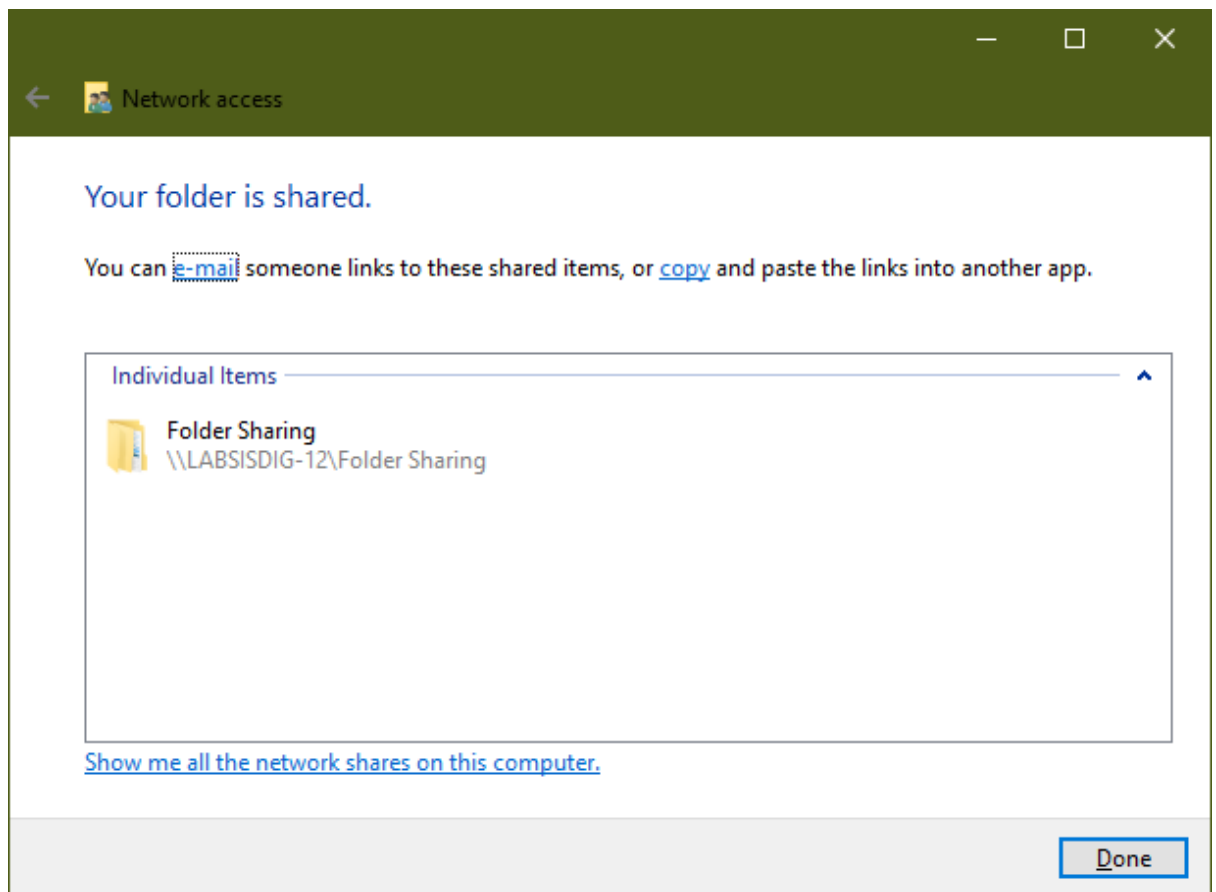 Network access
Your folder is shared.
You can e-mail someone links to these shared items, or copy and paste the links into another app.
Individual Items
Folder Sharing
\\LABSISDIG-12\Folder Sharing
Show me all the network shares on this computer.
Done